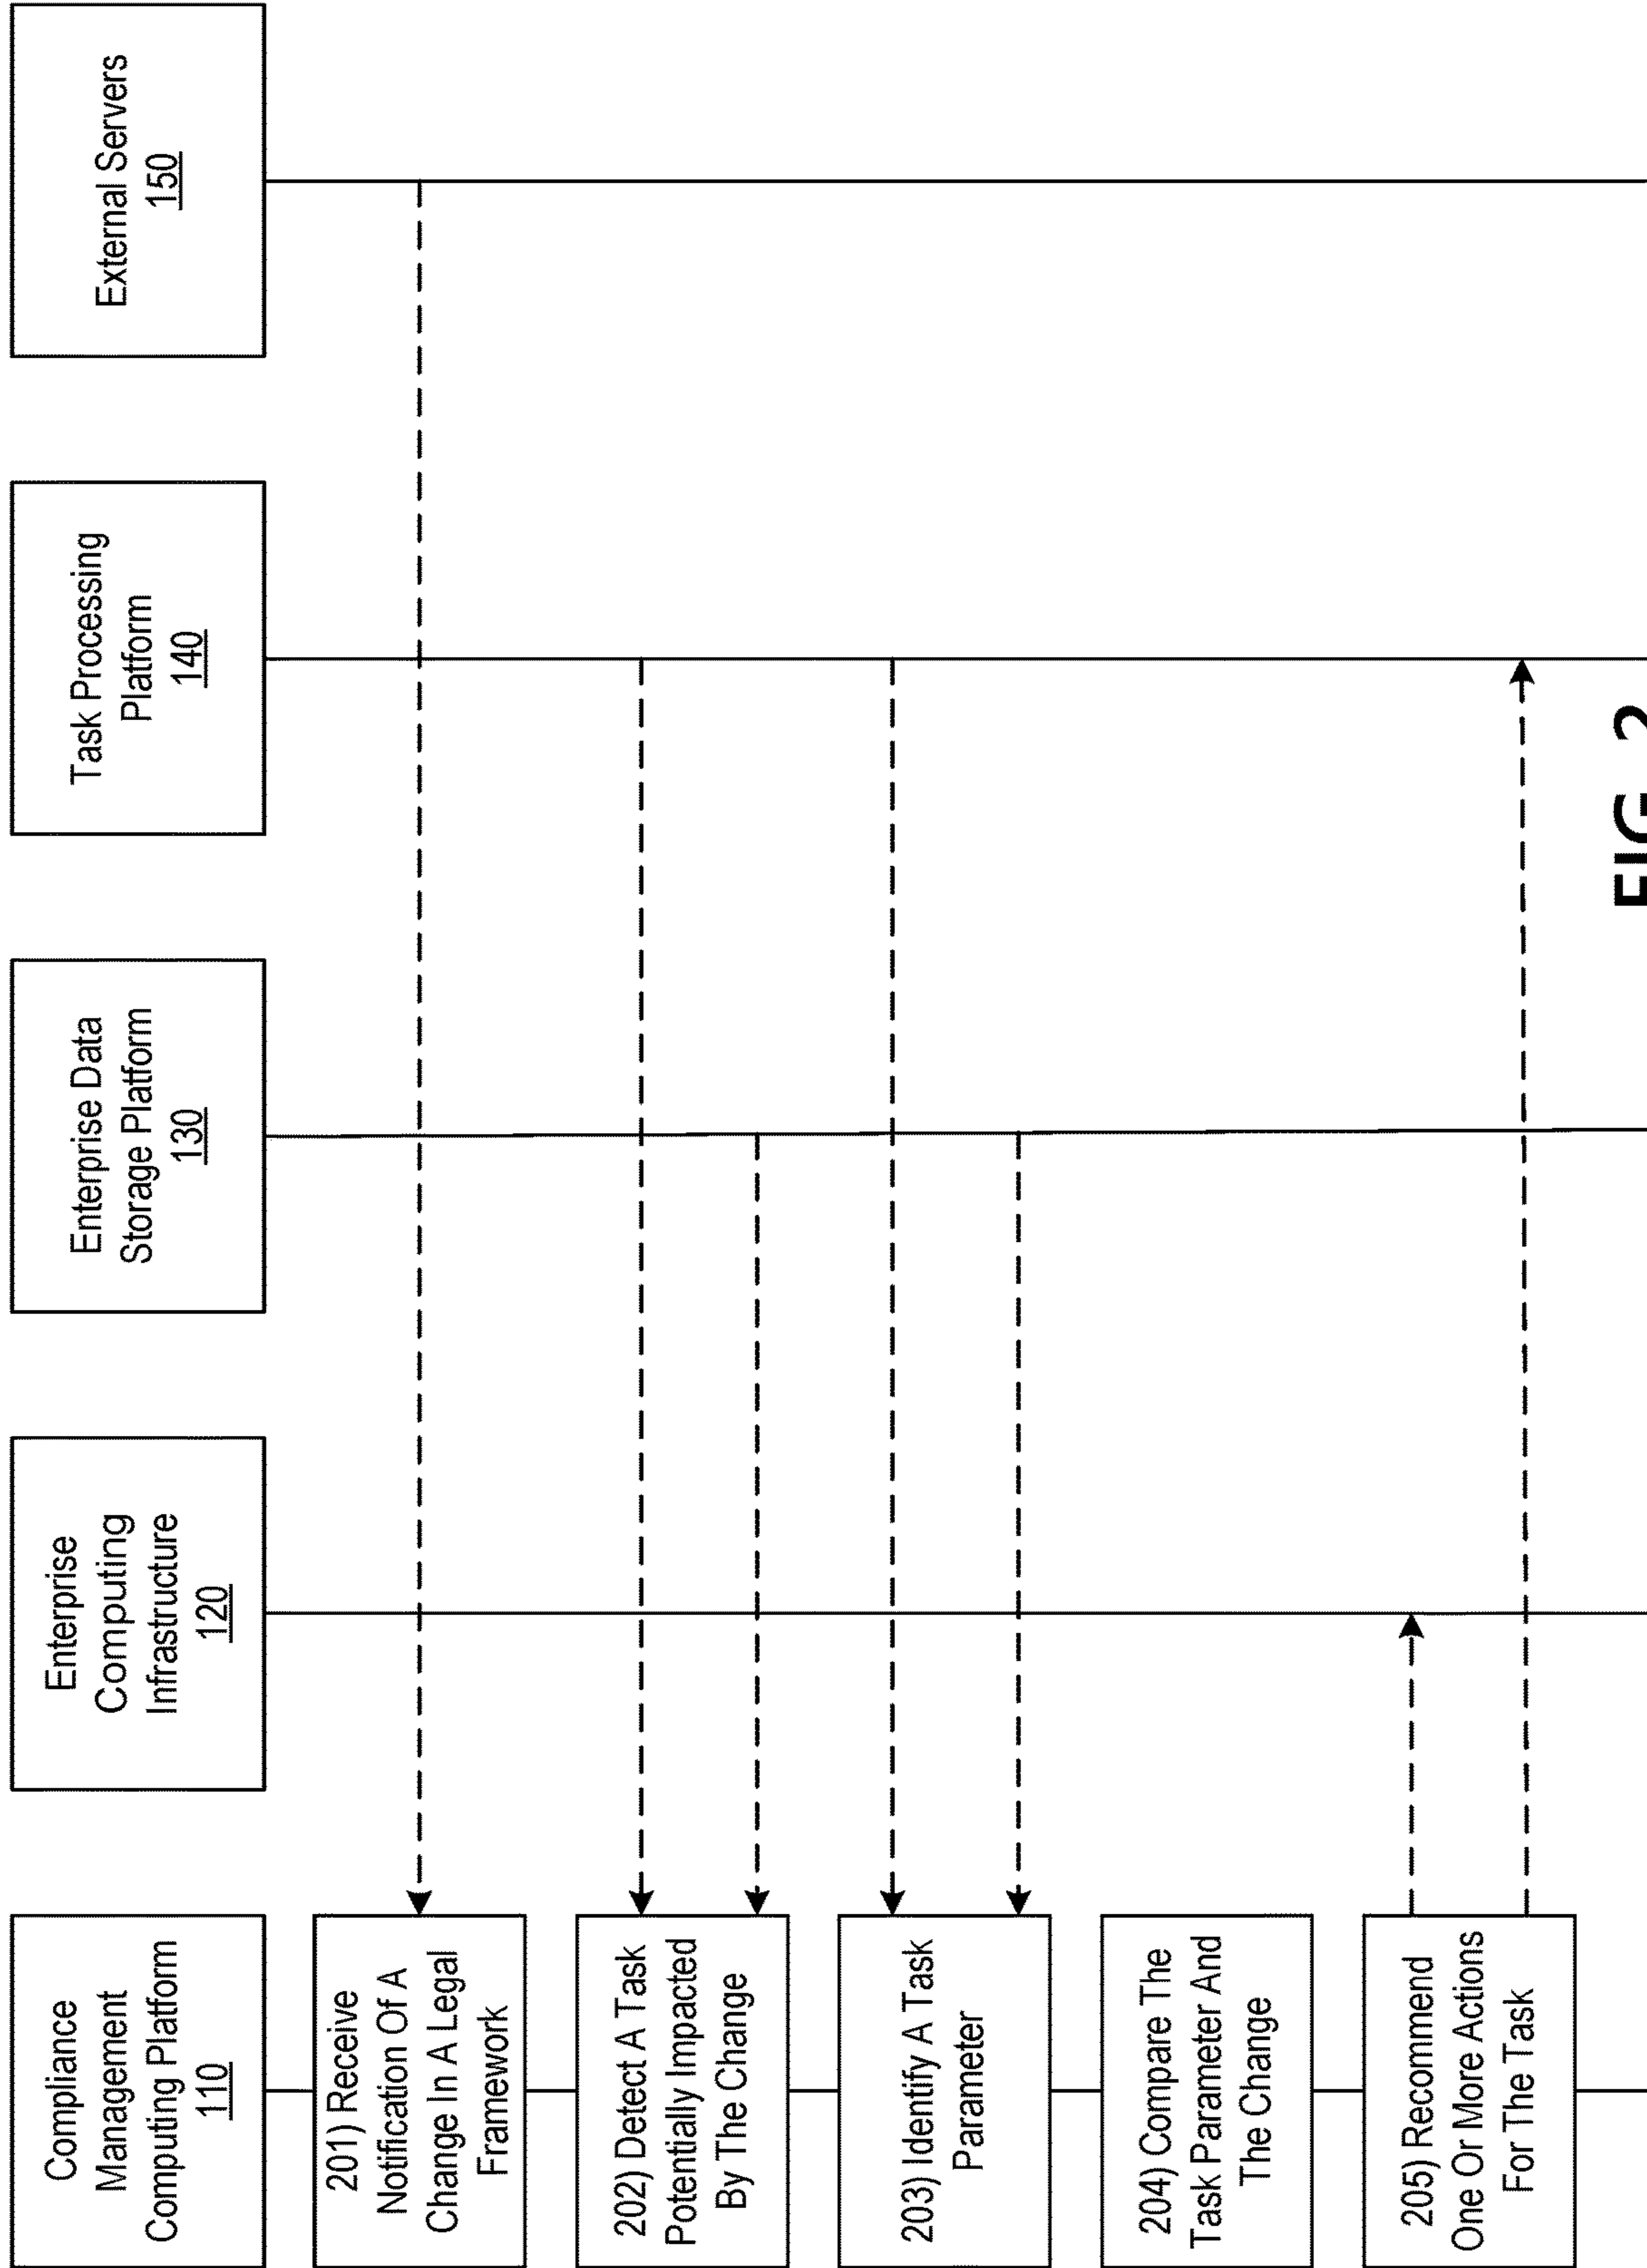 Compliance
Management
Computing Platform
110
Enterprise
Computing
Infrastructure
120
Enterprise Data
Storage Platform
130
Task Processing
Platform
140
External Servers
150
201) Receive
Notification Of A
Change In A Legal
Framework
202) Detect A Task
Potentially Impacted
By The Change
203) Identify A Task
Parameter
204) Compare The
Task Parameter And
The Change
205) Recommend
One Or More Actions
For The Task
FIG. 2